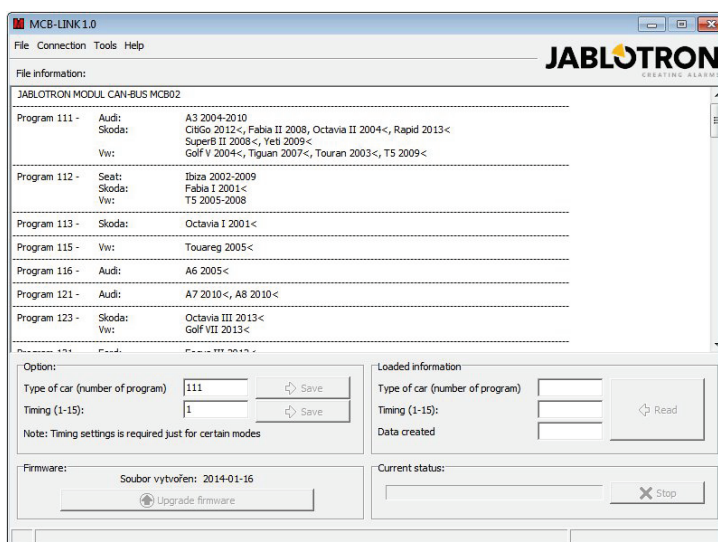 MCB-LINK 1.0
File Connection Tools Help
JABLOTRON
CREATING ALARMS
File information:
JABLOTRON MODUL CAN-BUS MCB02
Program 111 - Audi: A3 2004-2010
Skoda: CitiGo 2012<, Fabia II 2008, Octavia II 2004<, Rapid 2013<
SuperB II 2008<, Yeti 2009<
Vw: Golf V 2004<, Tiguan 2007<, Touran 2003<, T5 2009<
Program 112 - Seat: Ibiza 2002-2009
Skoda: Fabia I 2001<
Vw: T5 2005-2008
Program 113 - Skoda: Octavia I 2001<
Program 115 - Vw: Touareg 2005<
Program 116 - Audi: A6 2005<
Program 121 - Audi: A7 2010<, A8 2010<
Program 123 - Skoda: Octavia III 2013<
Vw: Golf VII 2013<
Option:
Type of car (number of program) 111 Save
Timing (1-15): 1 Save
Note: Timing settings is required just for certain modes
Loaded information
Type of car (number of program)
Timing (1-15):
Data created
Read
Firmware:
Soubor vytvořen: 2014-01-16
Upgrade firmware
Current status:
Stop